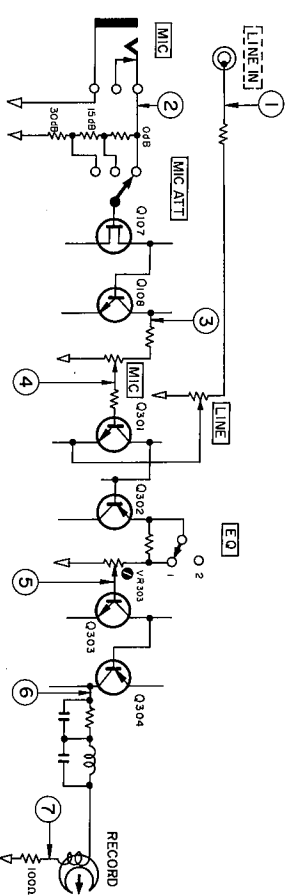 LINE IN
1
MIC
2
0dB
15dB
30dB
MIC ATT
Q107
Q108
3
MIC
4
LINE
Q301
Q302
EQ
1
2
VR303
5
Q303
Q304
6
RECORD
7
100Ω